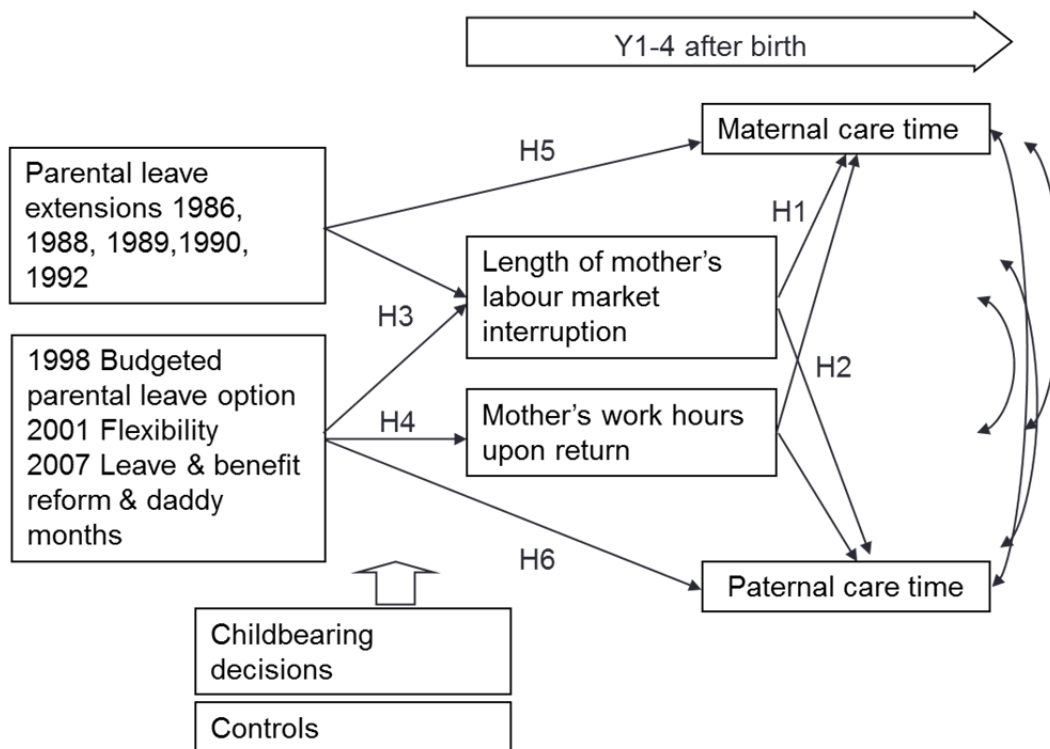 Y1-4 after birth
Maternal care time
H5
Parental leave
extensions 1986,
1988, 1989,1990,
1992
H1
Length of mother's
labour market
interruption
H3
H2
1998 Budgeted
parental leave option
2001 Flexibility
2007 Leave & benefit
reform & daddy
months
H4
Mother's work hours
upon return
H6
Paternal care time
Childbearing
decisions
Controls